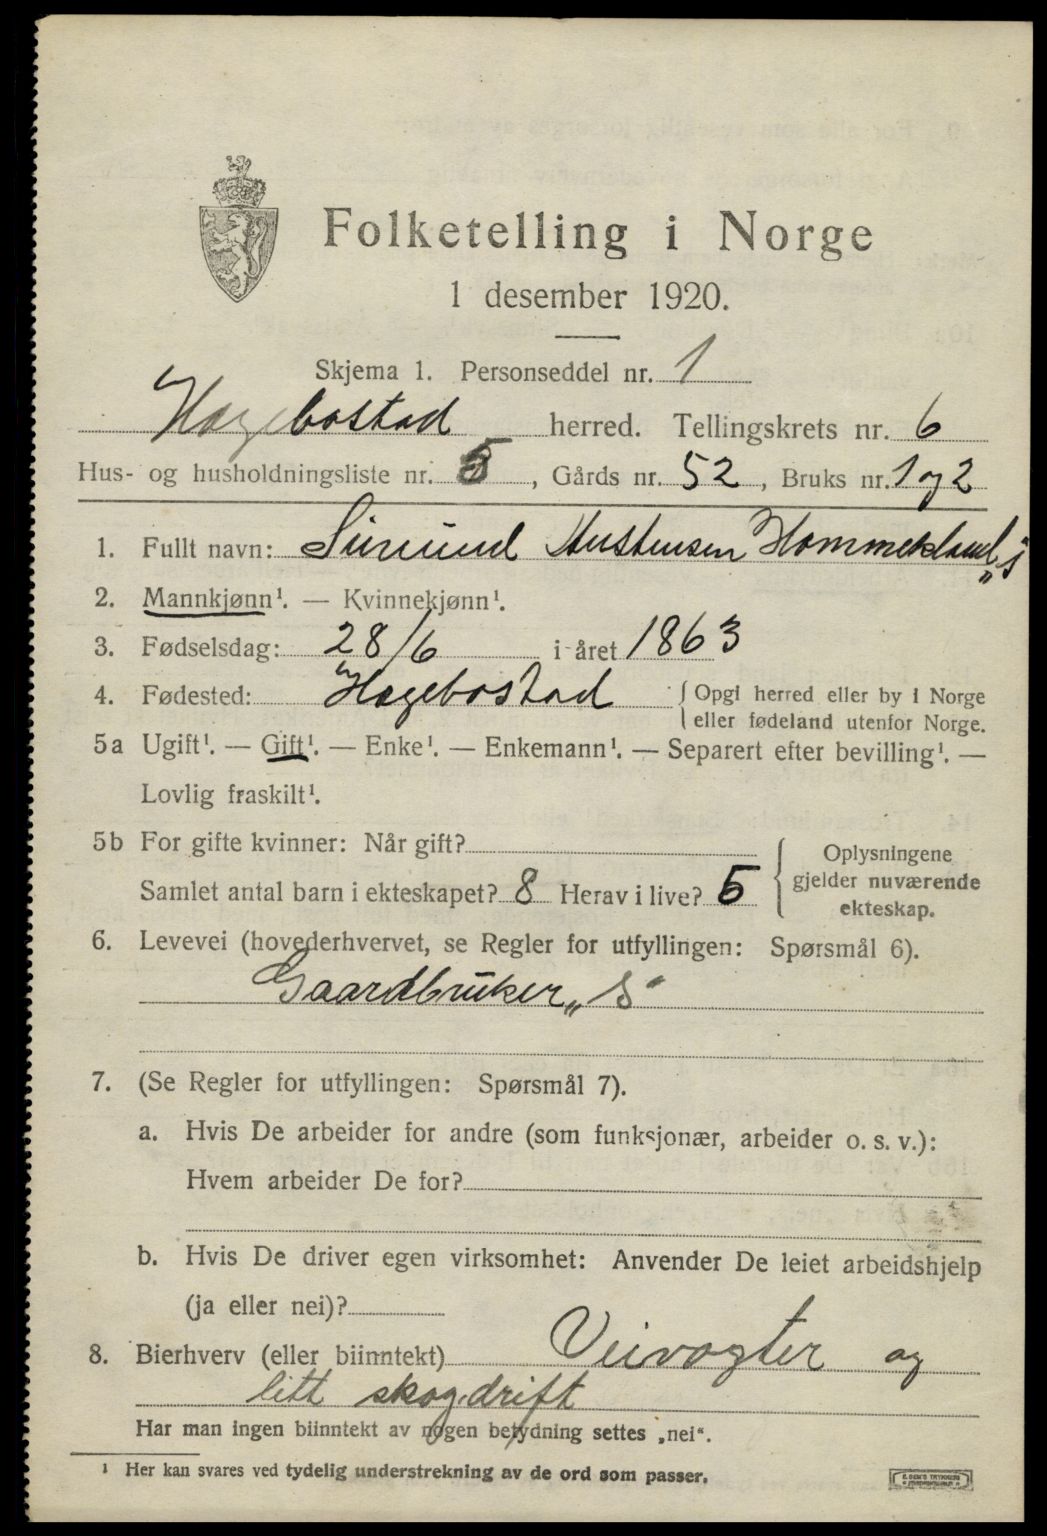 Folketelling i Norge
1 desember 1920.
Skjema 1. Personseddel nr. 1
Hægebostad herred. Tellingskrets nr. 6
Hus- og husholdningsliste nr. 5, Gårds nr. 52, Bruks nr. 1 og 2
1. Fullt navn: Sirimund Austensen Hommekland "s"
2. Mannkjønn¹. — Kvinnekjønn¹.
3. Fødselsdag: 28/6 i året 1863
4. Fødested: Hægebostad { Opgi herred eller by i Norge
eller fødeland utenfor Norge.
5a Ugift¹. — Gift¹. — Enke¹. — Enkemann¹. — Separert efter bevilling¹. —
Lovlig fraskilt¹.
5b For gifte kvinner: Når gift?
Samlet antal barn i ekteskapet? 8 Herav i live? 5
{ Oplysningene
gjelder nuværende
ekteskap.
6. Levevei (hovederhvervet, se Regler for utfyllingen: Spørsmål 6).
Gaardbruker „S"
7. (Se Regler for utfyllingen: Spørsmål 7).
a. Hvis De arbeider for andre (som funksjonær, arbeider o. s. v.):
Hvem arbeider De for?
b. Hvis De driver egen virksomhet: Anvender De leiet arbeidshjelp
(ja eller nei)?
8. Bierhverv (eller biinntekt) Veivogter og
litt skogdrift
Har man ingen biinntekt av nogen betydning settes „nei".
¹ Her kan svares ved tydelig understrekning av de ord som passer.